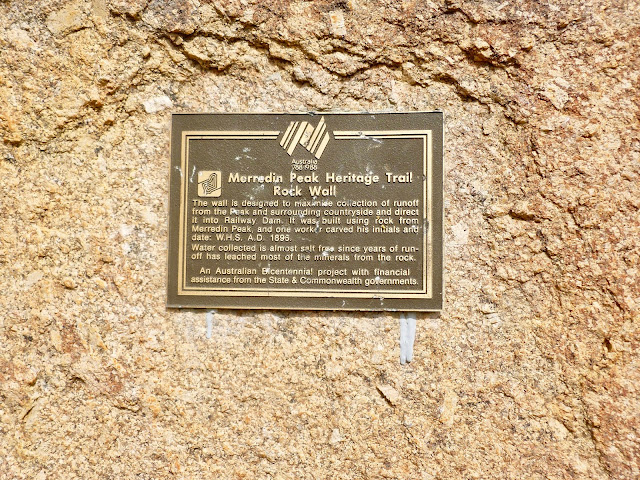 Australia
1788-1988
Merredin Peak Heritage Trail
Rock Wall
The wall is designed to maximise collection of runoff
from the Peak and surrounding countryside and direct
it into Railway Dam. It was built using rock from
Merredin Peak, and one worker carved his initials and
date: W.H.S. A.D. 1896.
Water collected is almost salt free since years of run-
off has leached most of the minerals from the rock.
An Australian Bicentennial project with financial
assistance from the State & Commonwealth governments.